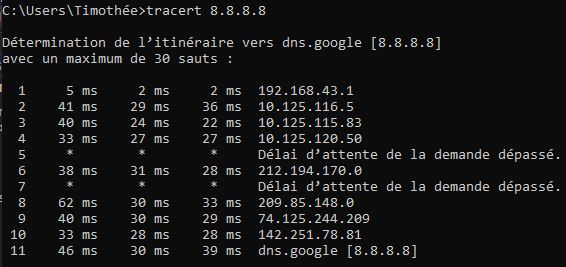 C:\Users\Timothée>tracert 8.8.8.8
Détermination de l’itinéraire vers dns.google [8.8.8.8]
avec un maximum de 30 sauts :
1 5 ms 2 ms 2 ms 192.168.43.1
2 41 ms 29 ms 36 ms 10.125.116.5
3 40 ms 24 ms 22 ms 10.125.115.83
4 33 ms 27 ms 27 ms 10.125.120.50
5 * * * Délai d’attente de la demande dépassé.
6 38 ms 31 ms 28 ms 212.194.170.0
7 * * * Délai d’attente de la demande dépassé.
8 62 ms 30 ms 33 ms 209.85.148.0
9 40 ms 30 ms 29 ms 74.125.244.209
10 33 ms 28 ms 28 ms 142.251.78.81
11 46 ms 30 ms 39 ms dns.google [8.8.8.8]